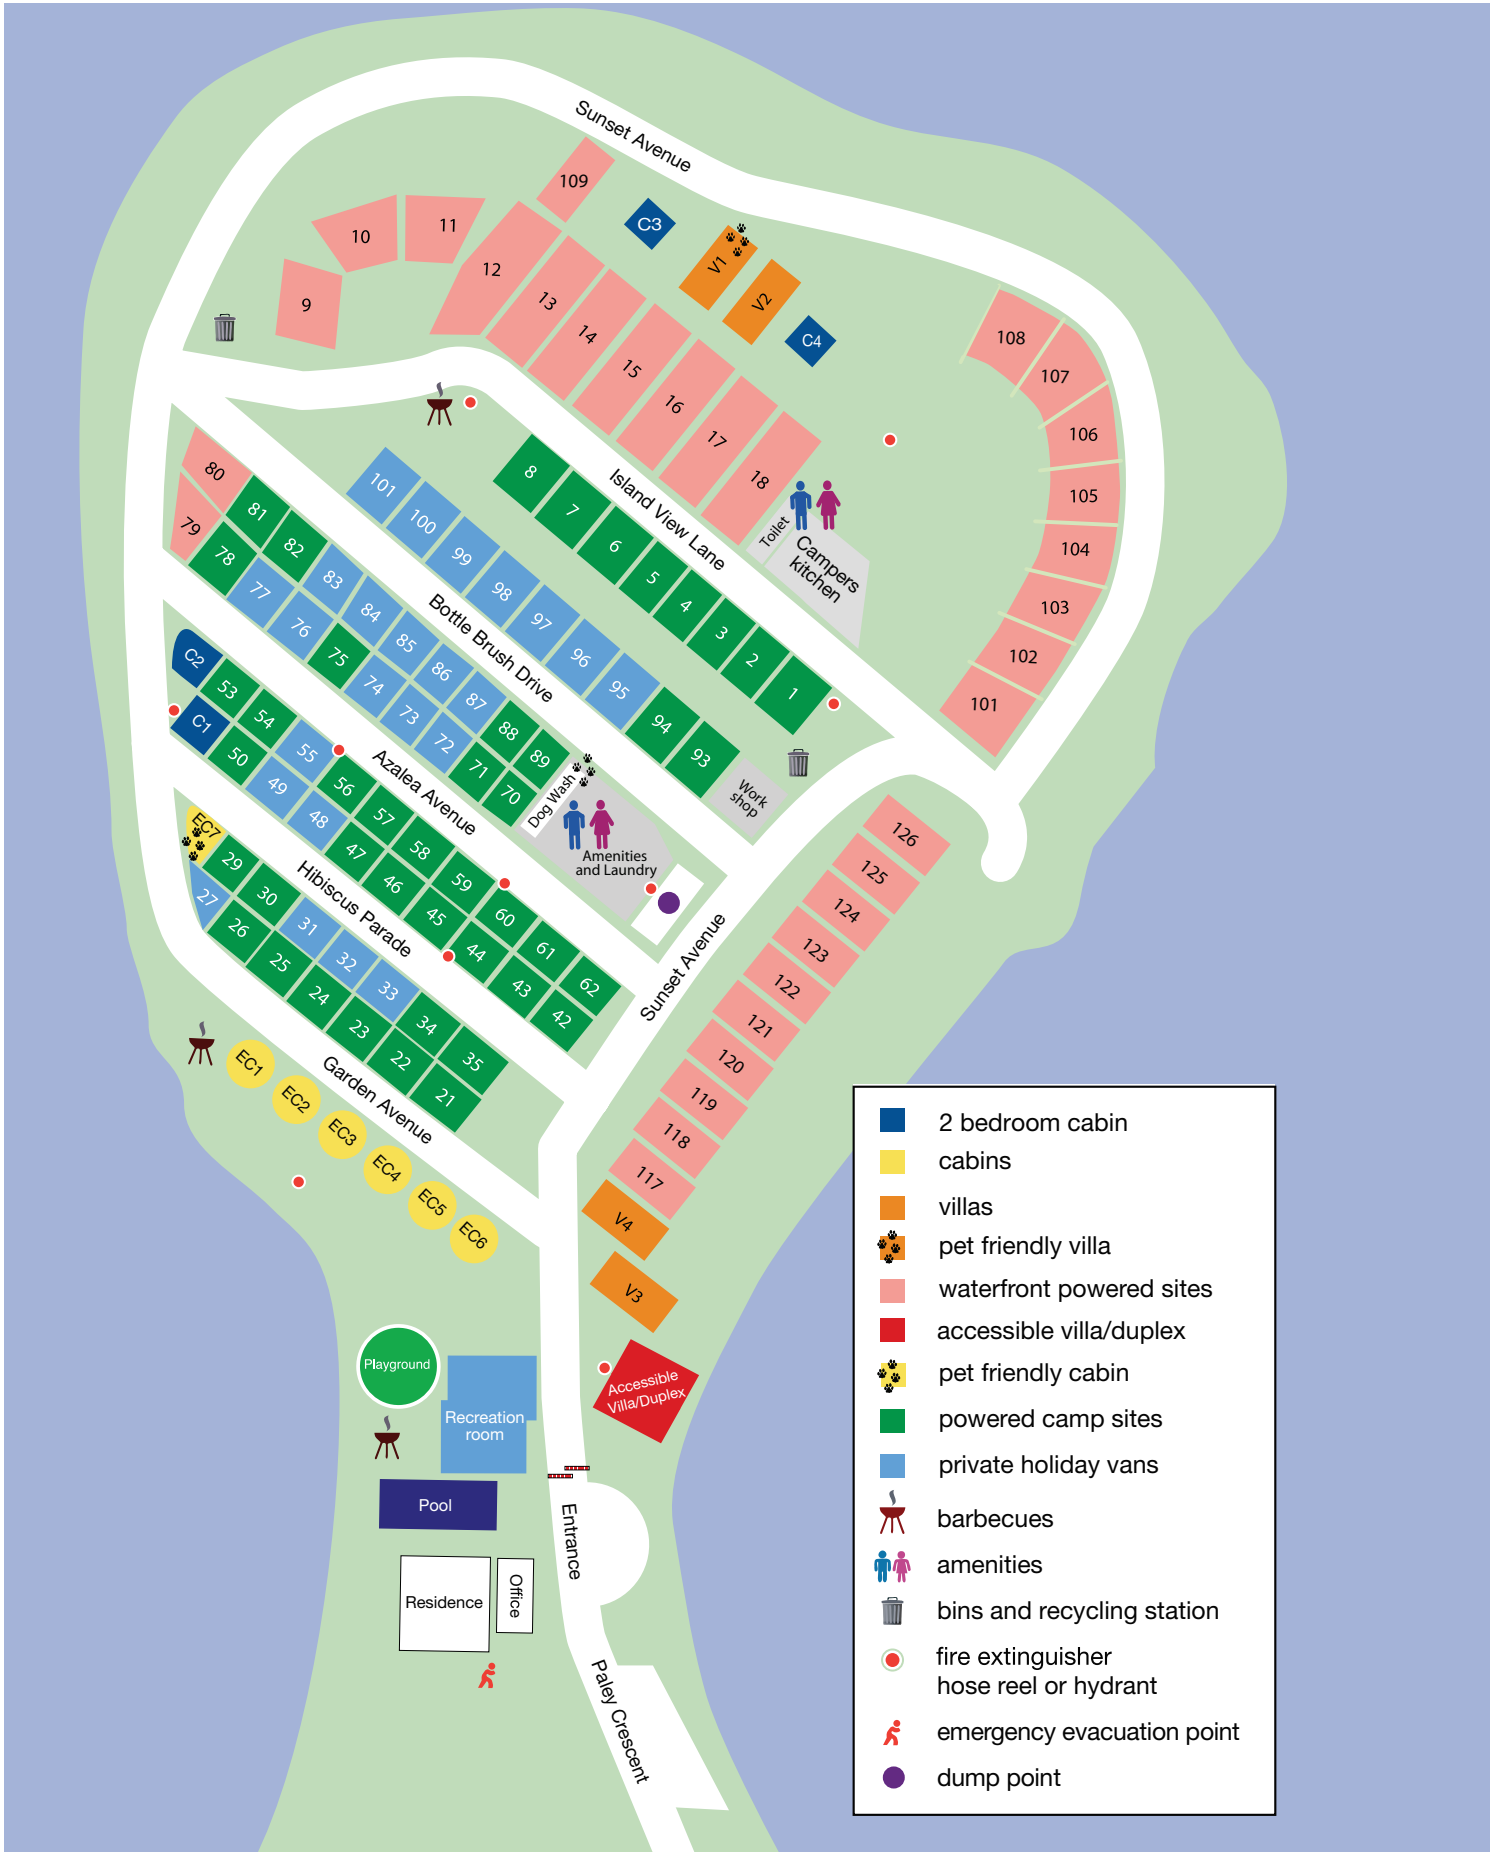 Sunset Avenue
109
C3
V1
V2
C4
10
11
12
9
13
14
15
16
17
18
108
107
106
105
104
103
102
101
Toilet
Campers
kitchen
Island View Lane
8
7
6
5
4
3
2
1
101
100
99
98
97
96
95
94
93
Work
shop
Bottle Brush Drive
80
81
82
83
84
85
86
87
88
89
79
78
77
76
75
74
73
72
71
70
Dog Wash
Amenities
and Laundry
Azalea Avenue
C2
53
54
55
56
57
58
59
60
61
62
C1
50
49
48
47
46
45
44
43
42
Hibiscus Parade
EC7
29
30
31
32
33
34
35
27
26
25
24
23
22
21
Garden Avenue
EC1
EC2
EC3
EC4
EC5
EC6
Sunset Avenue
126
125
124
123
122
121
120
119
118
117
V4
V3
Accessible
Villa/Duplex
Playground
Recreation
room
Pool
Residence
Office
Entrance
Paley Crescent
2 bedroom cabin
cabins
villas
pet friendly villa
waterfront powered sites
accessible villa/duplex
pet friendly cabin
powered camp sites
private holiday vans
barbecues
amenities
bins and recycling station
fire extinguisher
hose reel or hydrant
emergency evacuation point
dump point